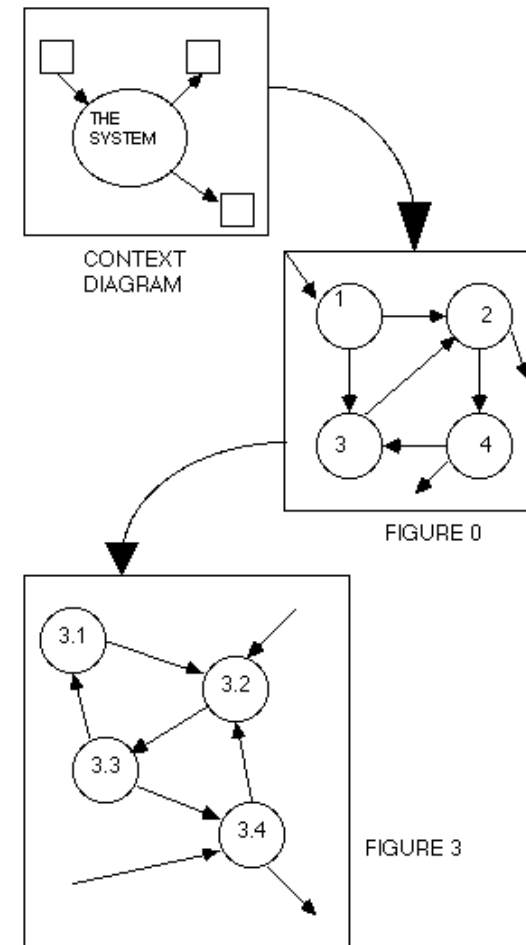 THE
SYSTEM
CONTEXT
DIAGRAM
1
2
3
4
FIGURE 0
3.1
3.2
3.3
3.4
FIGURE 3